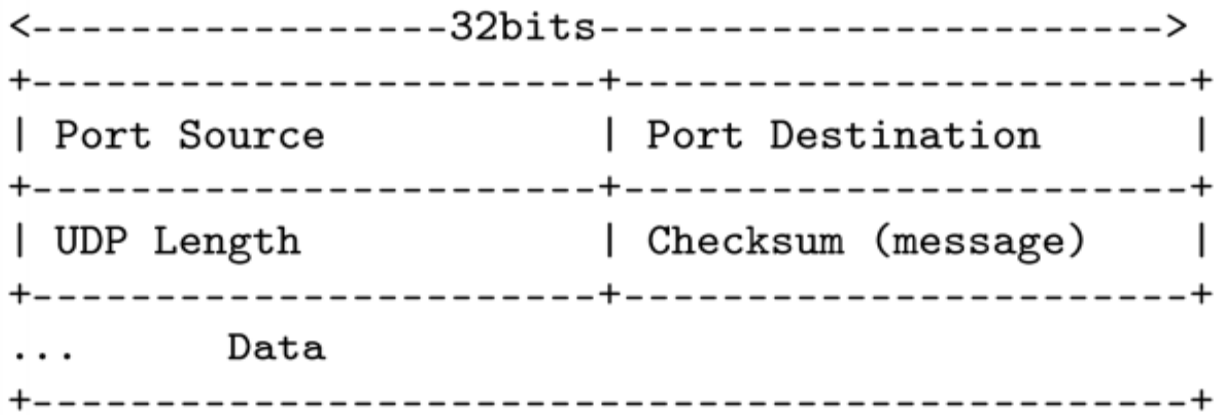 <-----------------32bits----------------------->
+-----------------------+-----------------------+
| Port Source           | Port Destination      |
+-----------------------+-----------------------+
| UDP Length            | Checksum (message)    |
+-----------------------+-----------------------+
...      Data
+-----------------------------------------------+